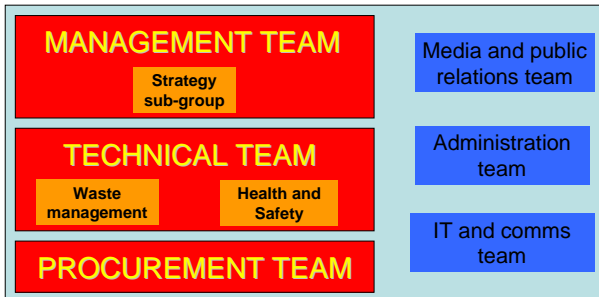 MANAGEMENT TEAM
Strategy
sub-group
TECHNICAL TEAM
Waste
management
Health and
Safety
PROCUREMENT TEAM
Media and public
relations team
Administration
team
IT and comms
team